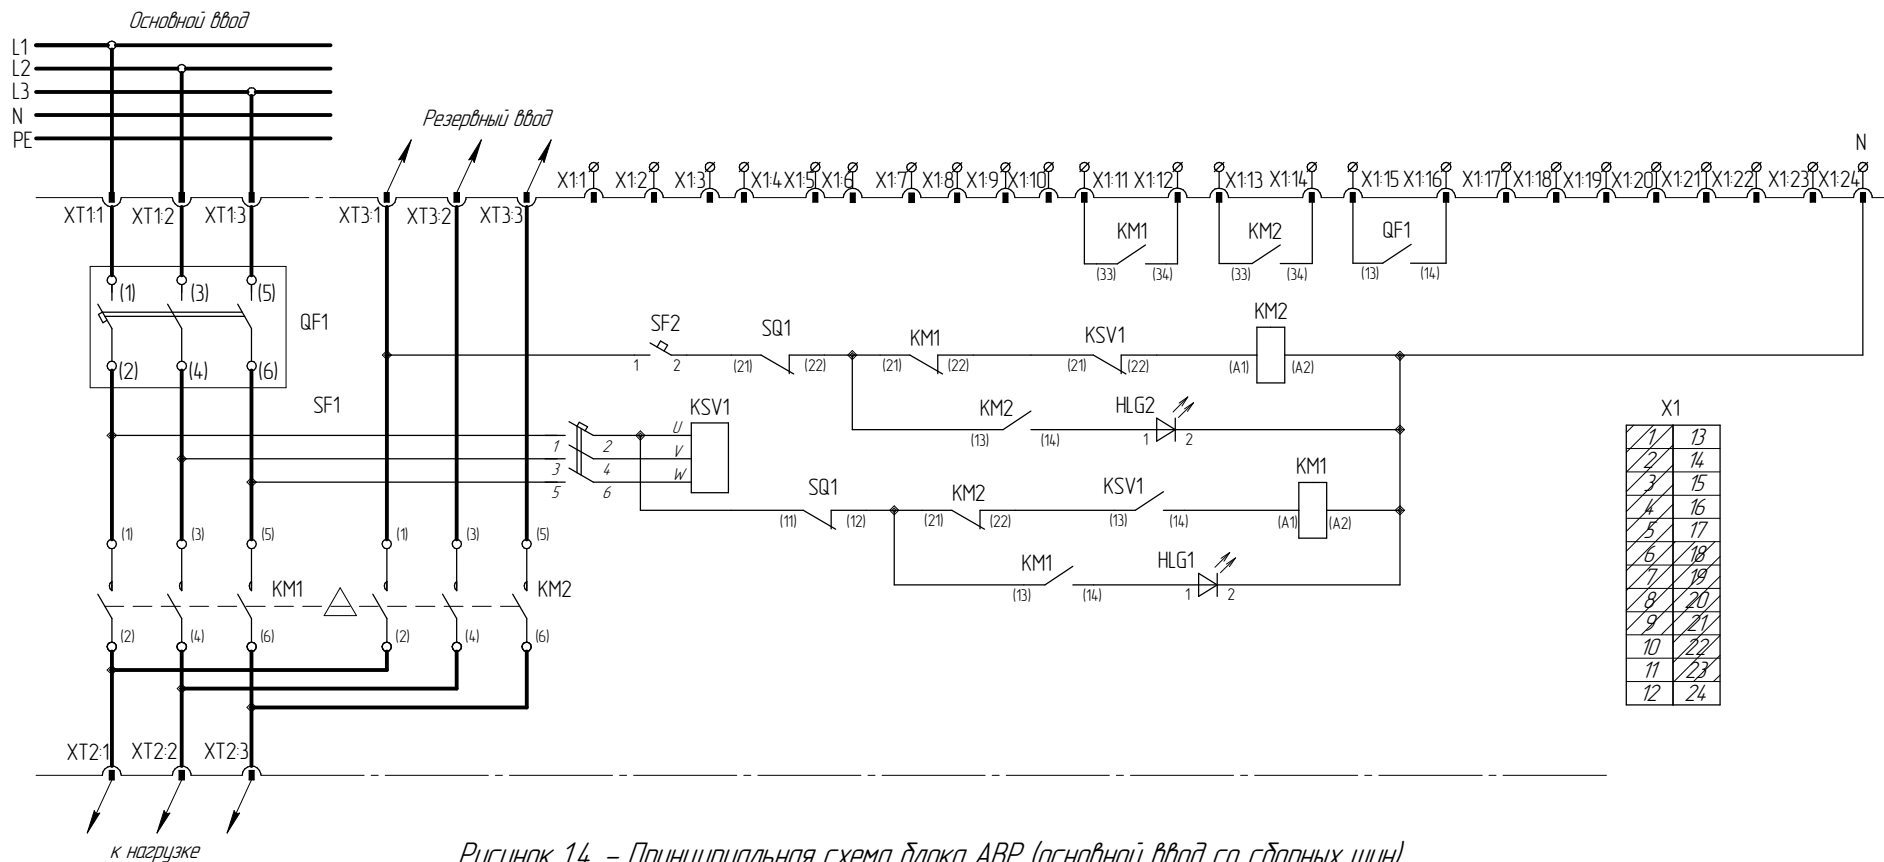 Основной ввод
L1
L2
L3
N
PE
Резервный ввод
N
X1:1 X1:2 X1:3 X1:4 X1:5 X1:6 X1:7 X1:8 X1:9 X1:10 X1:11 X1:12 X1:13 X1:14 X1:15 X1:16 X1:17 X1:18 X1:19 X1:20 X1:21 X1:22 X1:23 X1:24
XT1:1 XT1:2 XT1:3 XT3:1 XT3:2 XT3:3
KM1 KM2 QF1
(33) (34) (33) (34) (13) (14)
(1) (3) (5)
QF1
(2) (4) (6)
SF2 SQ1 KM1 KSV1 KM2
1 2 (21) (22) (21) (22) (21) (22) (A1) (A2)
SF1
KSV1
KM2 HLG2
(13) (14) 1 2
1 2 U
3 4 V
5 6 W
SQ1 KM2 KSV1 KM1
(11) (12) (21) (22) (13) (14) (A1) (A2)
KM1 HLG1
(13) (14) 1 2
(1) (3) (5) (1) (3) (5)
KM1 KM2
(2) (4) (6) (2) (4) (6)
X1
1 13
2 14
3 15
4 16
5 17
6 18
7 19
8 20
9 21
10 22
11 23
12 24
XT2:1 XT2:2 XT2:3
к нагрузке
Рисунок 14 – Принципиальная схема блока АВР (основной ввод со сборных шин)